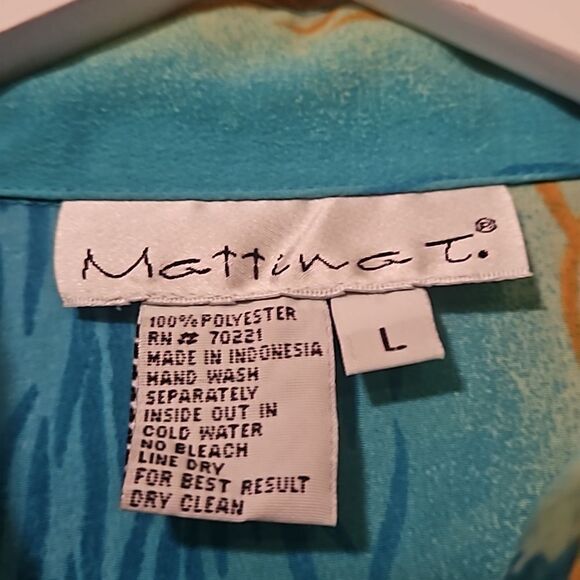 Mattina T.®
100% POLYESTER
RN # 70221
MADE IN INDONESIA
HAND WASH
SEPARATELY
INSIDE OUT IN
COLD WATER
NO BLEACH
LINE DRY
FOR BEST RESULT
DRY CLEAN
L